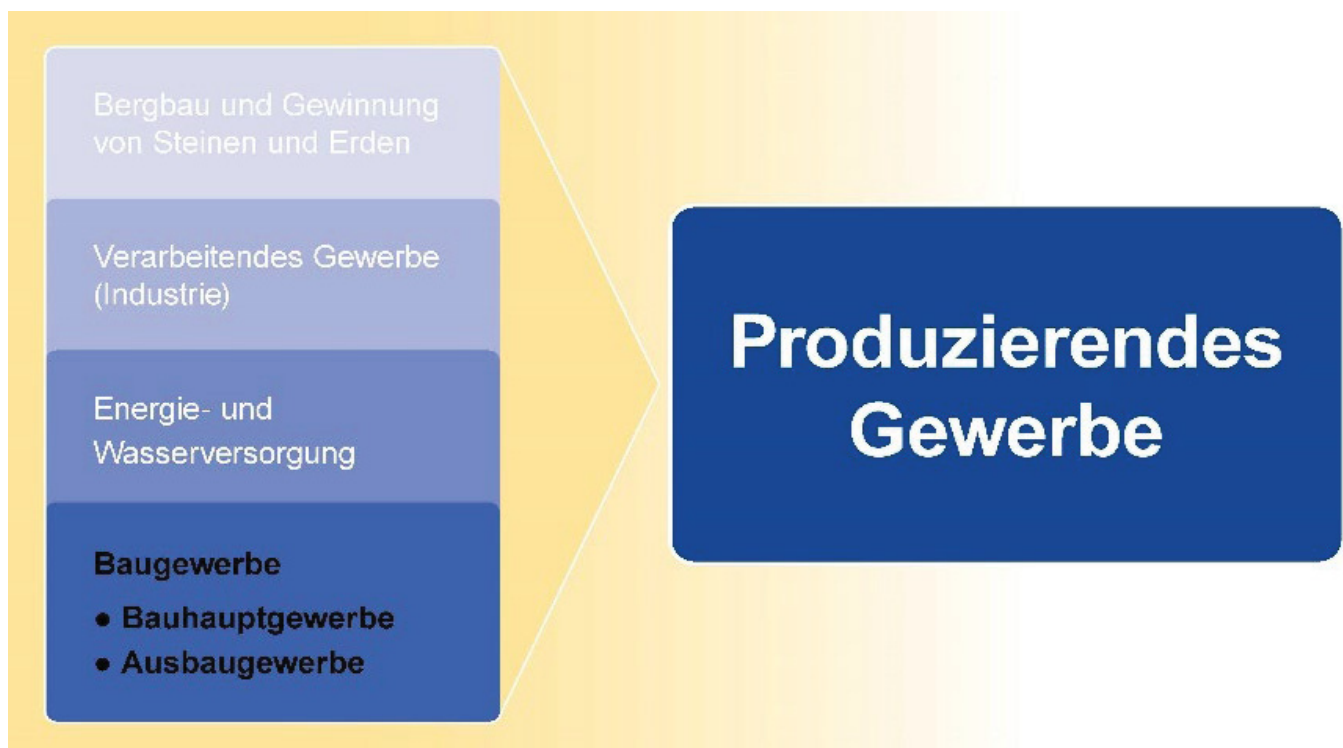 Bergbau und Gewinnung
von Steinen und Erden
Verarbeitendes Gewerbe
(Industrie)
Energie- und
Wasserversorgung
Baugewerbe
● Bauhauptgewerbe
● Ausbaugewerbe
Produzierendes
Gewerbe